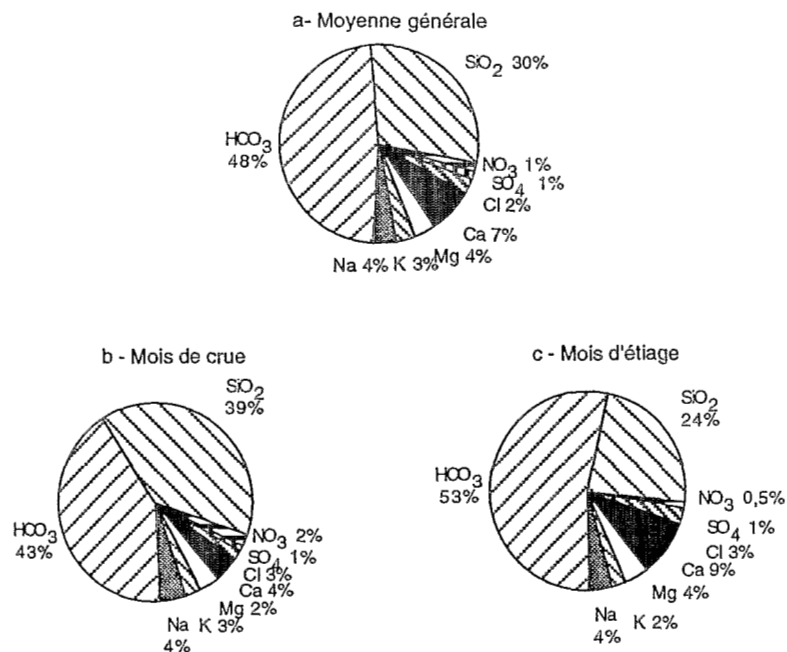 a- Moyenne générale
SiO2 30%
HCO3
48%
NO3 1%
SO4 1%
Cl 2%
Ca 7%
Mg 4%
K 3%
Na 4%
b - Mois de crue
SiO2
39%
HCO3
43%
NO3 2%
SO4 1%
Cl 3%
Ca 4%
Mg 2%
K 3%
Na
4%
c - Mois d'étiage
SiO2
24%
HCO3
53%
NO3 0,5%
SO4 1%
Cl 3%
Ca 9%
Mg 4%
K 2%
Na
4%